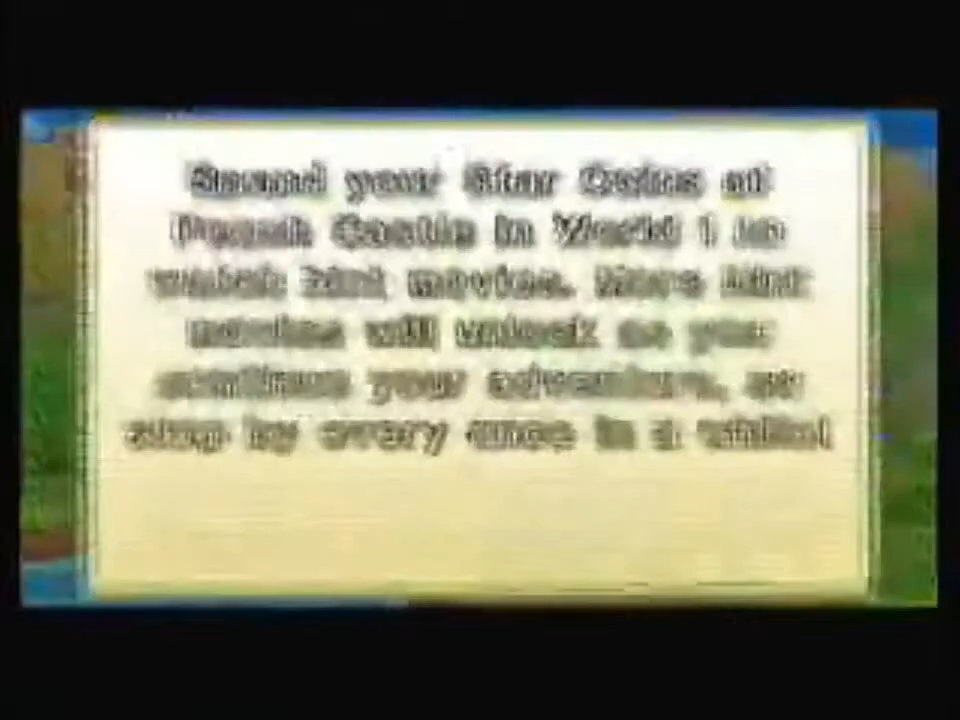 Spend your Star Coins at
Peach Castle in World 1 to
watch hint movies. More hint
movies will unlock as you
continue your adventure, so
stop by every once in a while!